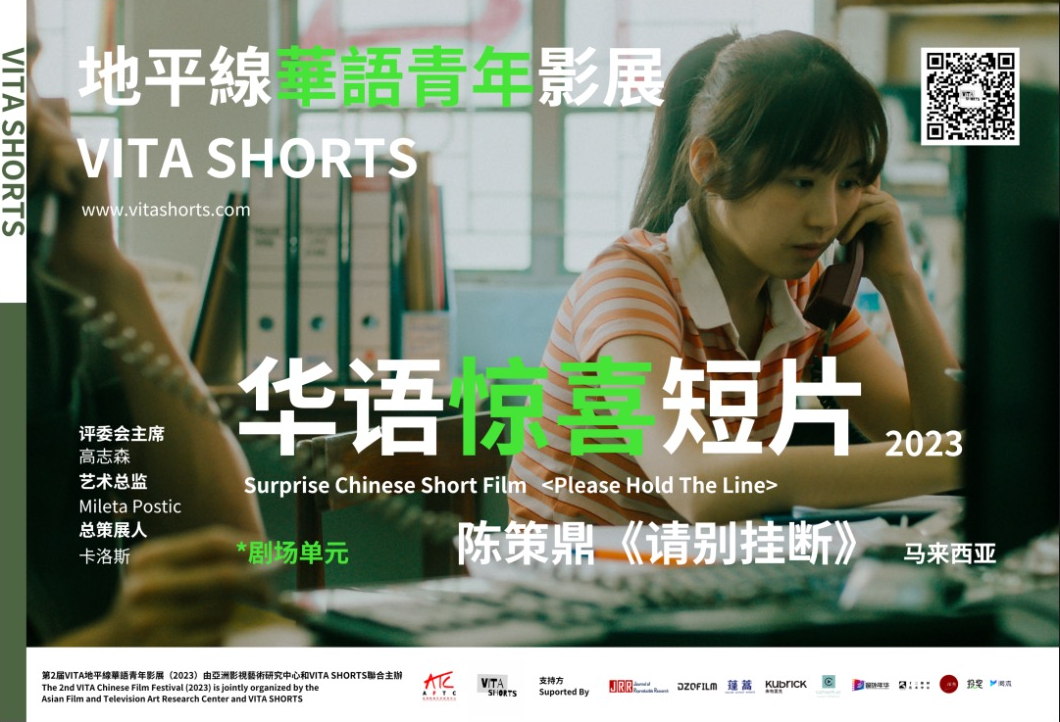 VITA SHORTS
地平線華語青年影展
VITA SHORTS
www.vitashorts.com
华语惊喜短片 2023
Surprise Chinese Short Film <Please Hold The Line>
评委会主席
高志森
艺术总监
Mileta Postic
总策展人
卡洛斯
*剧场单元
陈策鼎《请别挂断》 马来西亚
第2届VITA地平線華語青年影展（2023）由亞洲影視藝術研究中心和VITA SHORTS聯合主辦
The 2nd VITA Chinese Film Festival (2023) is jointly organized by the
Asian Film and Television Art Research Center and VITA SHORTS
ATC
AFTC
VITA
SHORTS
支持方
Suported By
JRR Journal of
DZOFILM
KUBRICK